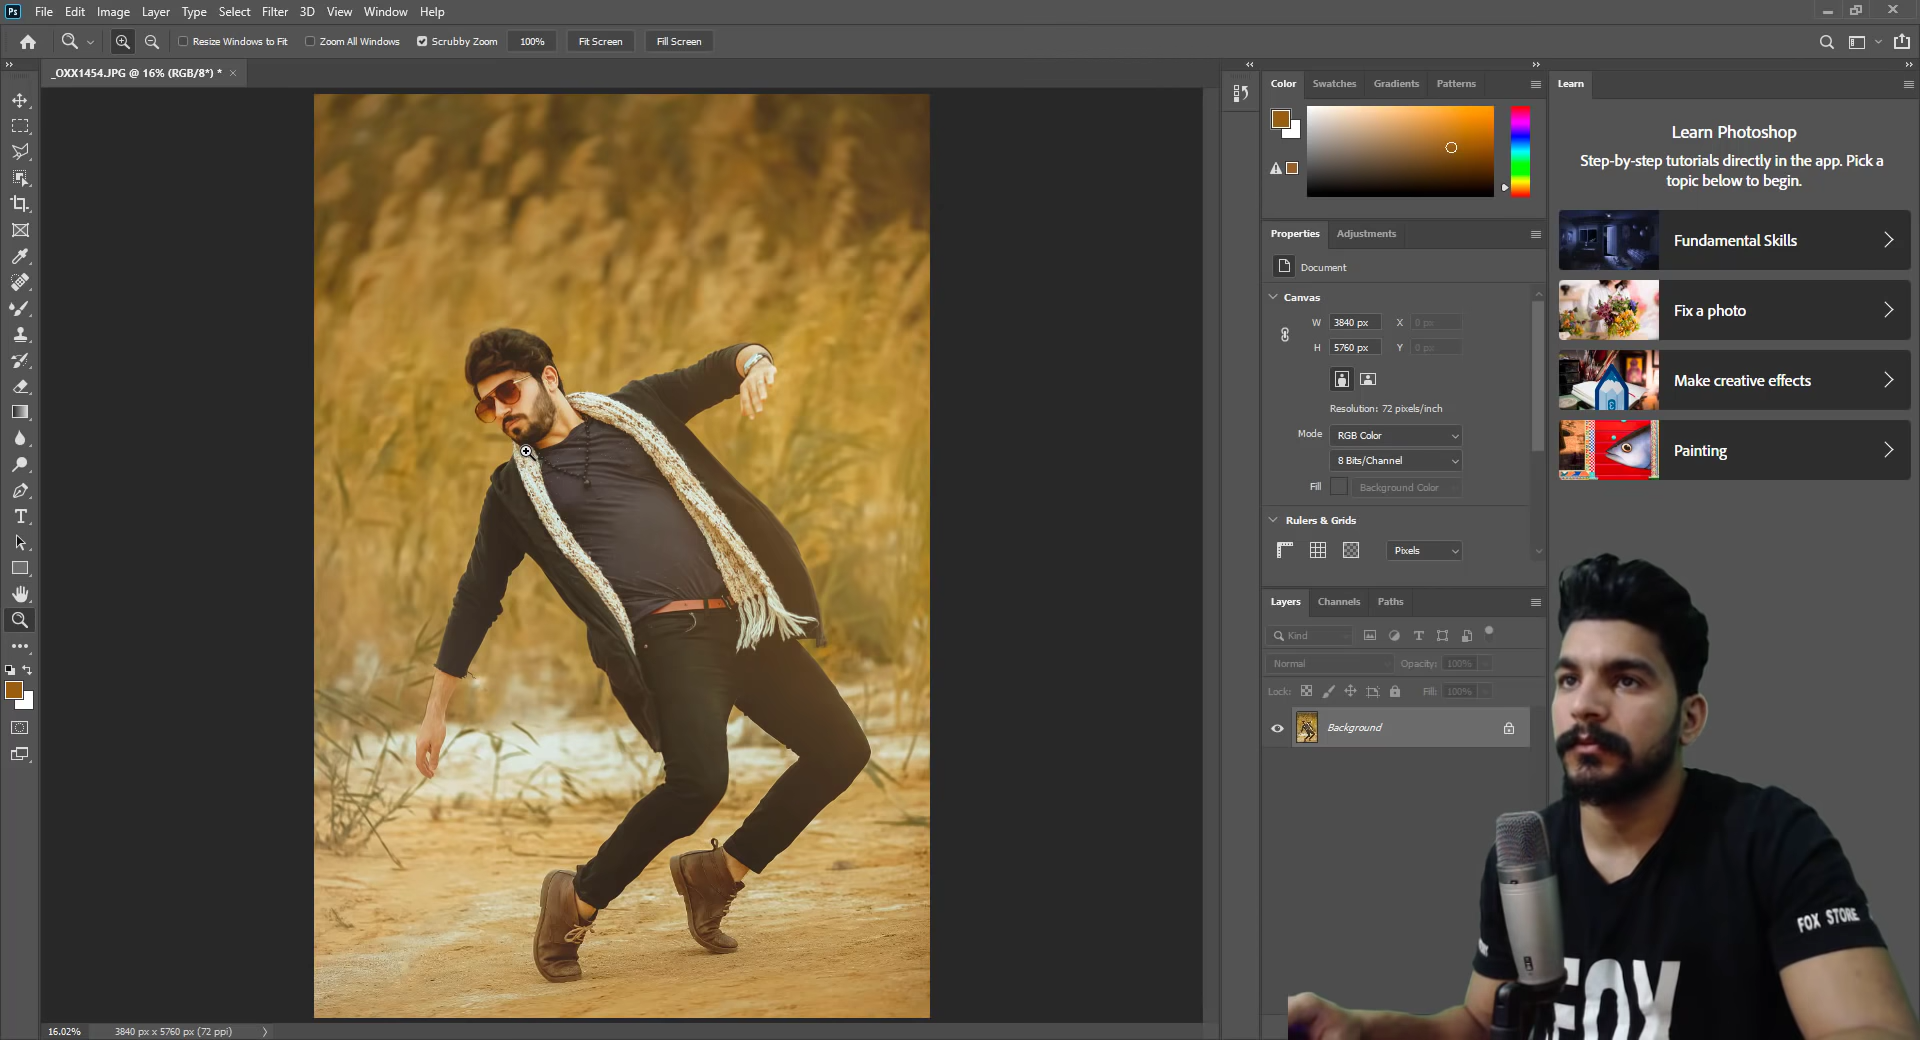 Ps File Edit Image Layer Type Select Filter 3D View Window Help
Resize Windows to Fit Zoom All Windows Scrubby Zoom 100% Fit Screen Fill Screen
_OXX1454.JPG @ 16% (RGB/8*) * ×
Color Swatches Gradients Patterns
Learn
Learn Photoshop
Step-by-step tutorials directly in the app. Pick a
topic below to begin.
Fundamental Skills
Fix a photo
Make creative effects
Painting
Properties Adjustments
Document
Canvas
W 3840 px X 0 px
H 5760 px Y 0 px
Resolution: 72 pixels/inch
Mode RGB Color
8 Bits/Channel
Fill Background Color
Rulers & Grids
Pixels
Layers Channels Paths
Kind
Normal Opacity: 100%
Lock: Fill: 100%
Background
FOX STORE
FOX
16.02% 3840 px x 5760 px (72 ppi)